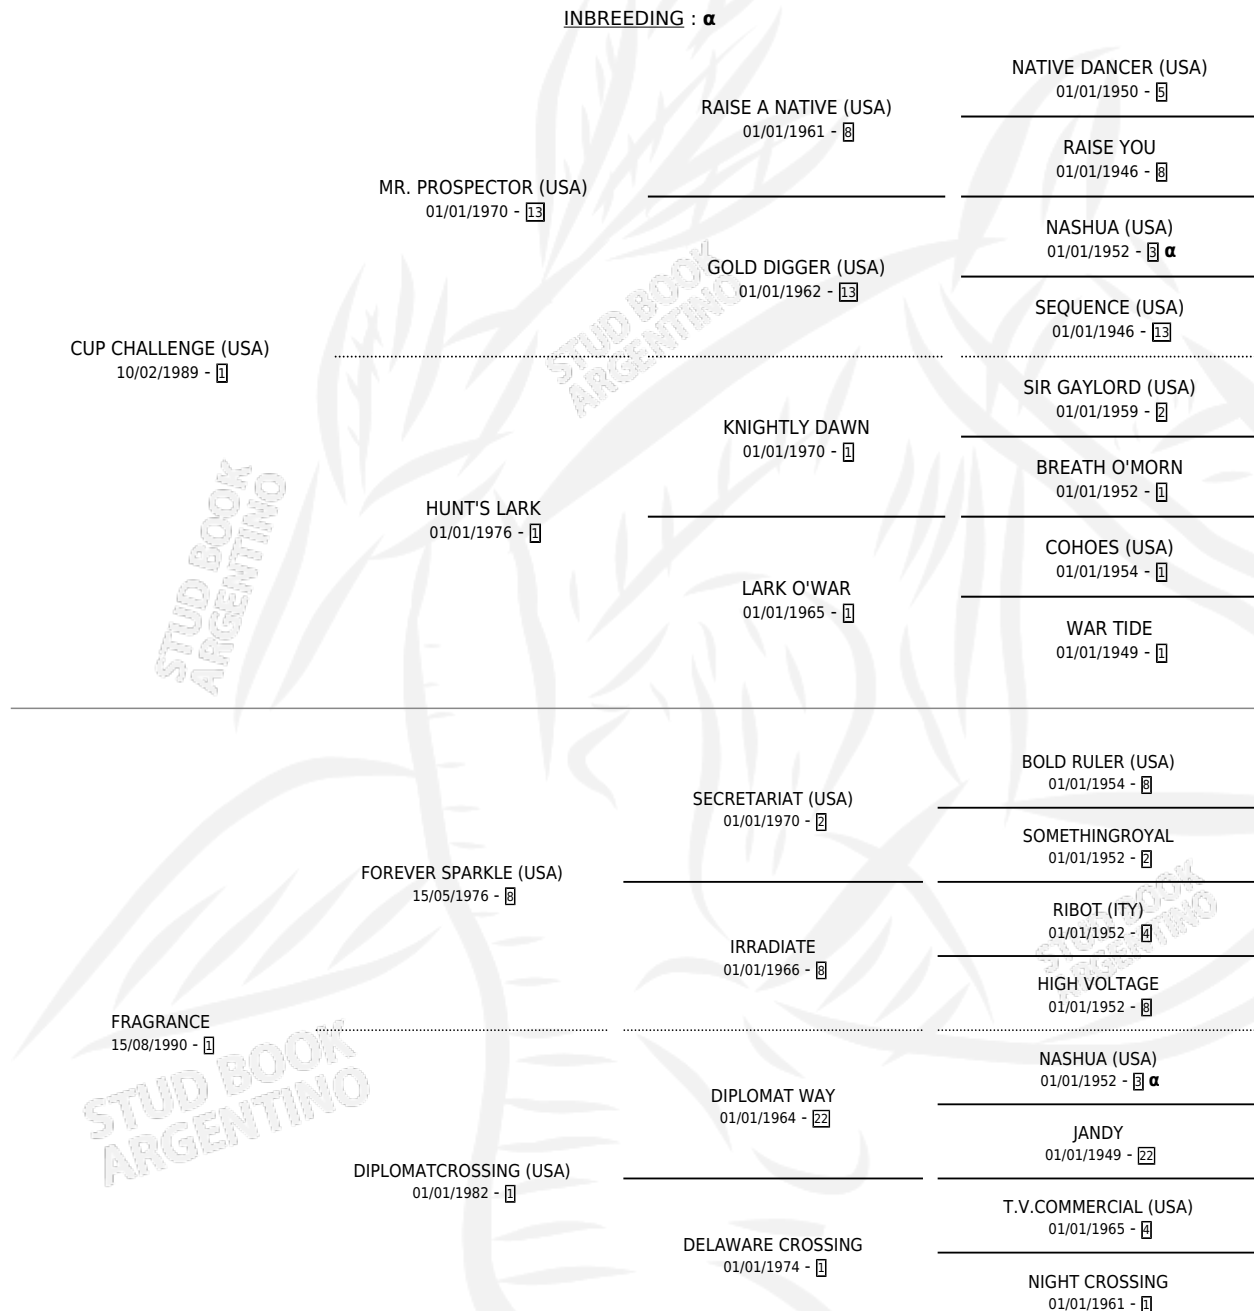 INBREEDING : α
NATIVE DANCER (USA)
01/01/1950 - 5
RAISE A NATIVE (USA)
01/01/1961 - 8
RAISE YOU
01/01/1946 - 8
MR. PROSPECTOR (USA)
01/01/1970 - 13
NASHUA (USA)
01/01/1952 - 3 α
GOLD DIGGER (USA)
01/01/1962 - 13
SEQUENCE (USA)
01/01/1946 - 13
CUP CHALLENGE (USA)
10/02/1989 - 1
SIR GAYLORD (USA)
01/01/1959 - 2
KNIGHTLY DAWN
01/01/1970 - 1
BREATH O'MORN
01/01/1952 - 1
HUNT'S LARK
01/01/1976 - 1
COHOES (USA)
01/01/1954 - 1
LARK O'WAR
01/01/1965 - 1
WAR TIDE
01/01/1949 - 1
BOLD RULER (USA)
01/01/1954 - 8
SECRETARIAT (USA)
01/01/1970 - 2
SOMETHINGROYAL
01/01/1952 - 2
FOREVER SPARKLE (USA)
15/05/1976 - 8
RIBOT (ITY)
01/01/1952 - 4
IRRADIATE
01/01/1966 - 8
HIGH VOLTAGE
01/01/1952 - 8
FRAGRANCE
15/08/1990 - 1
NASHUA (USA)
01/01/1952 - 3 α
DIPLOMAT WAY
01/01/1964 - 22
JANDY
01/01/1949 - 22
DIPLOMATCROSSING (USA)
01/01/1982 - 1
T.V.COMMERCIAL (USA)
01/01/1965 - 4
DELAWARE CROSSING
01/01/1974 - 1
NIGHT CROSSING
01/01/1961 - 1
STUD BOOK
ARGENTINO
STUD BOOK
ARGENTINO
STUD BOOK
ARGENTINO
STUD BOOK
ARGENTINO